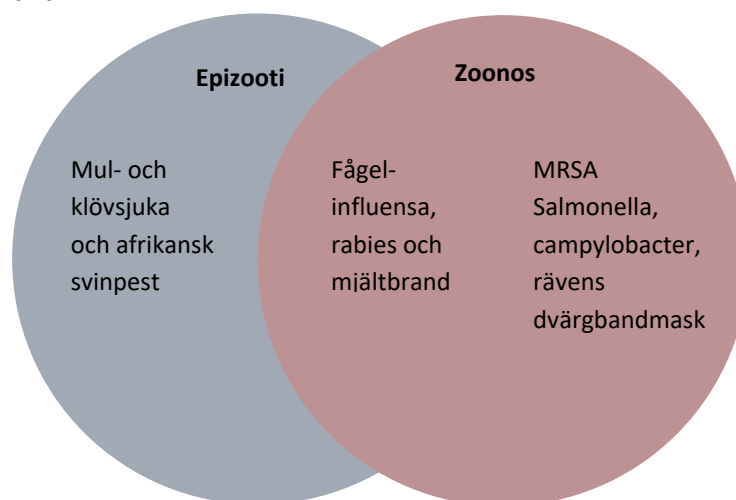 Epizooti
Zoonos
Mul- och
klövsjuka
och afrikansk
svinpest
Fågel-
influensa,
rabies och
mjältbrand
MRSA
Salmonella,
campylobacter,
rävens
dvärgbandmask